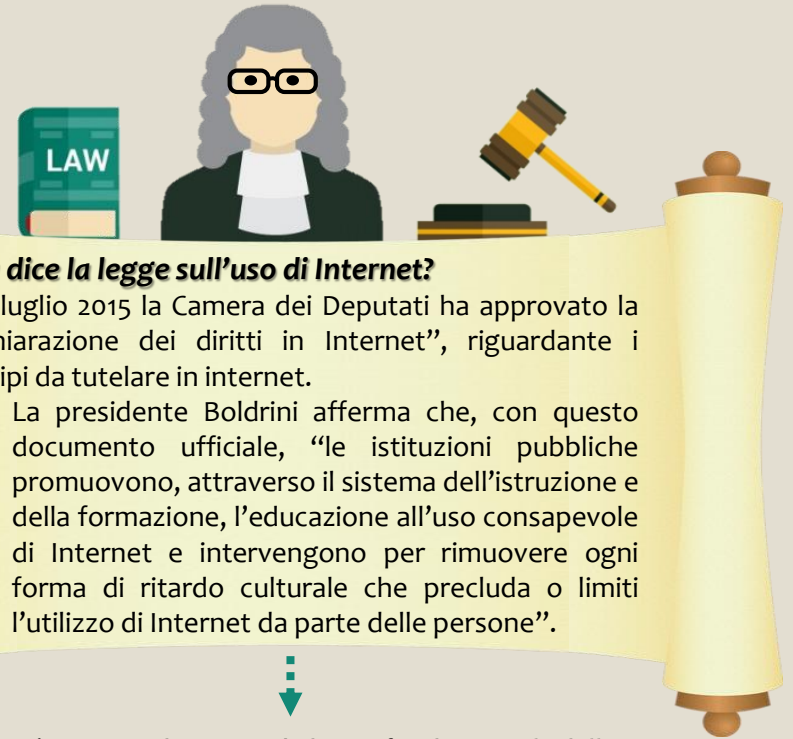 LAW
dice la legge sull’uso di Internet?
luglio 2015 la Camera dei Deputati ha approvato la
hiarazione dei diritti in Internet”, riguardante i
ipi da tutelare in internet.
La presidente Boldrini afferma che, con questo
documento ufficiale, “le istituzioni pubbliche
promuovono, attraverso il sistema dell’istruzione e
della formazione, l’educazione all’uso consapevole
di Internet e intervengono per rimuovere ogni
forma di ritardo culturale che precluda o limiti
l’utilizzo di Internet da parte delle persone”.